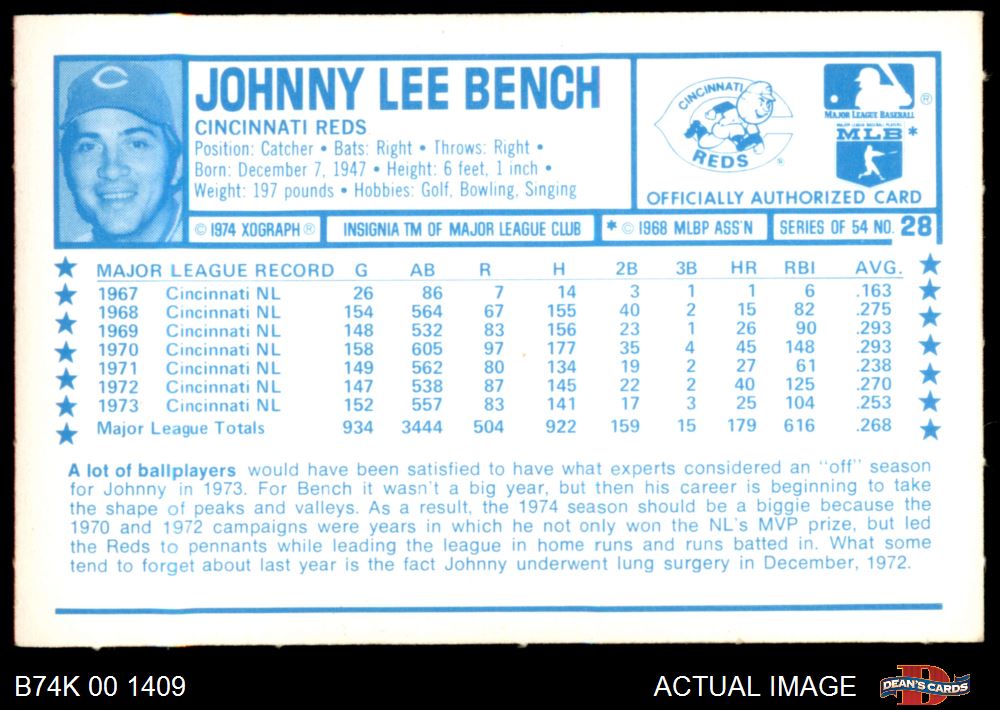 JOHNNY LEE BENCH
CINCINNATI REDS
Position: Catcher • Bats: Right • Throws: Right •
Born: December 7, 1947 • Height: 6 feet, 1 inch •
Weight: 197 pounds • Hobbies: Golf, Bowling, Singing
C
CINCINNATI
REDS
®
®
MAJOR LEAGUE BASEBALL
MAJOR LEAGUE BASEBALL PLAYERS
MLB *
OFFICIALLY AUTHORIZED CARD
© 1974 XOGRAPH ® INSIGNIA TM OF MAJOR LEAGUE CLUB * © 1968 MLBP ASS'N SERIES OF 54 NO. 28
MAJOR LEAGUE RECORD G AB R H 2B 3B HR RBI AVG.
1967 Cincinnati NL 26 86 7 14 3 1 1 6 .163
1968 Cincinnati NL 154 564 67 155 40 2 15 82 .275
1969 Cincinnati NL 148 532 83 156 23 1 26 90 .293
1970 Cincinnati NL 158 605 97 177 35 4 45 148 .293
1971 Cincinnati NL 149 562 80 134 19 2 27 61 .238
1972 Cincinnati NL 147 538 87 145 22 2 40 125 .270
1973 Cincinnati NL 152 557 83 141 17 3 25 104 .253
Major League Totals 934 3444 504 922 159 15 179 616 .268
A lot of ballplayers would have been satisfied to have what experts considered an "off" season
for Johnny in 1973. For Bench it wasn't a big year, but then his career is beginning to take
the shape of peaks and valleys. As a result, the 1974 season should be a biggie because the
1970 and 1972 campaigns were years in which he not only won the NL's MVP prize, but led
the Reds to pennants while leading the league in home runs and runs batted in. What some
tend to forget about last year is the fact Johnny underwent lung surgery in December, 1972.
B74K 00 1409
ACTUAL IMAGE
D
DEAN'S CARDS